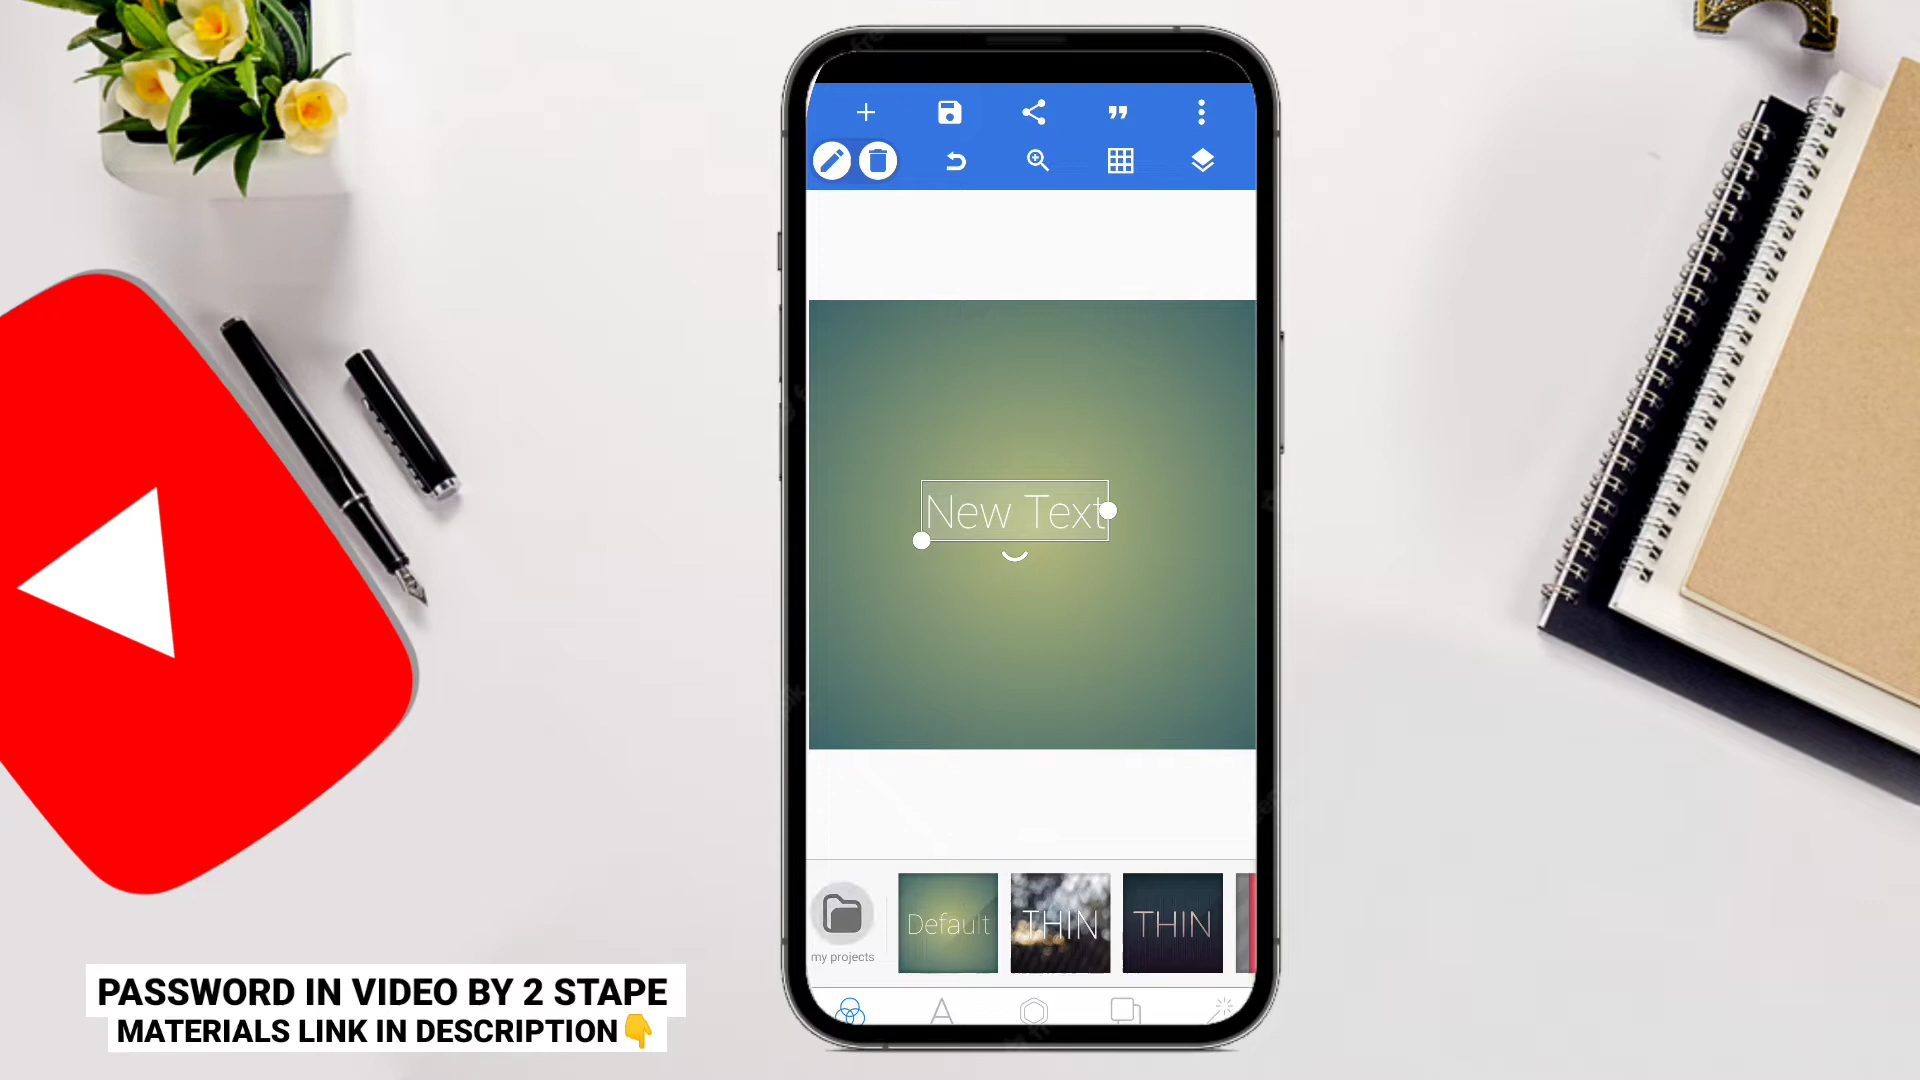 New Text
my projects
Default
THIN
THIN
PASSWORD IN VIDEO BY 2 STAPE
MATERIALS LINK IN DESCRIPTION👇